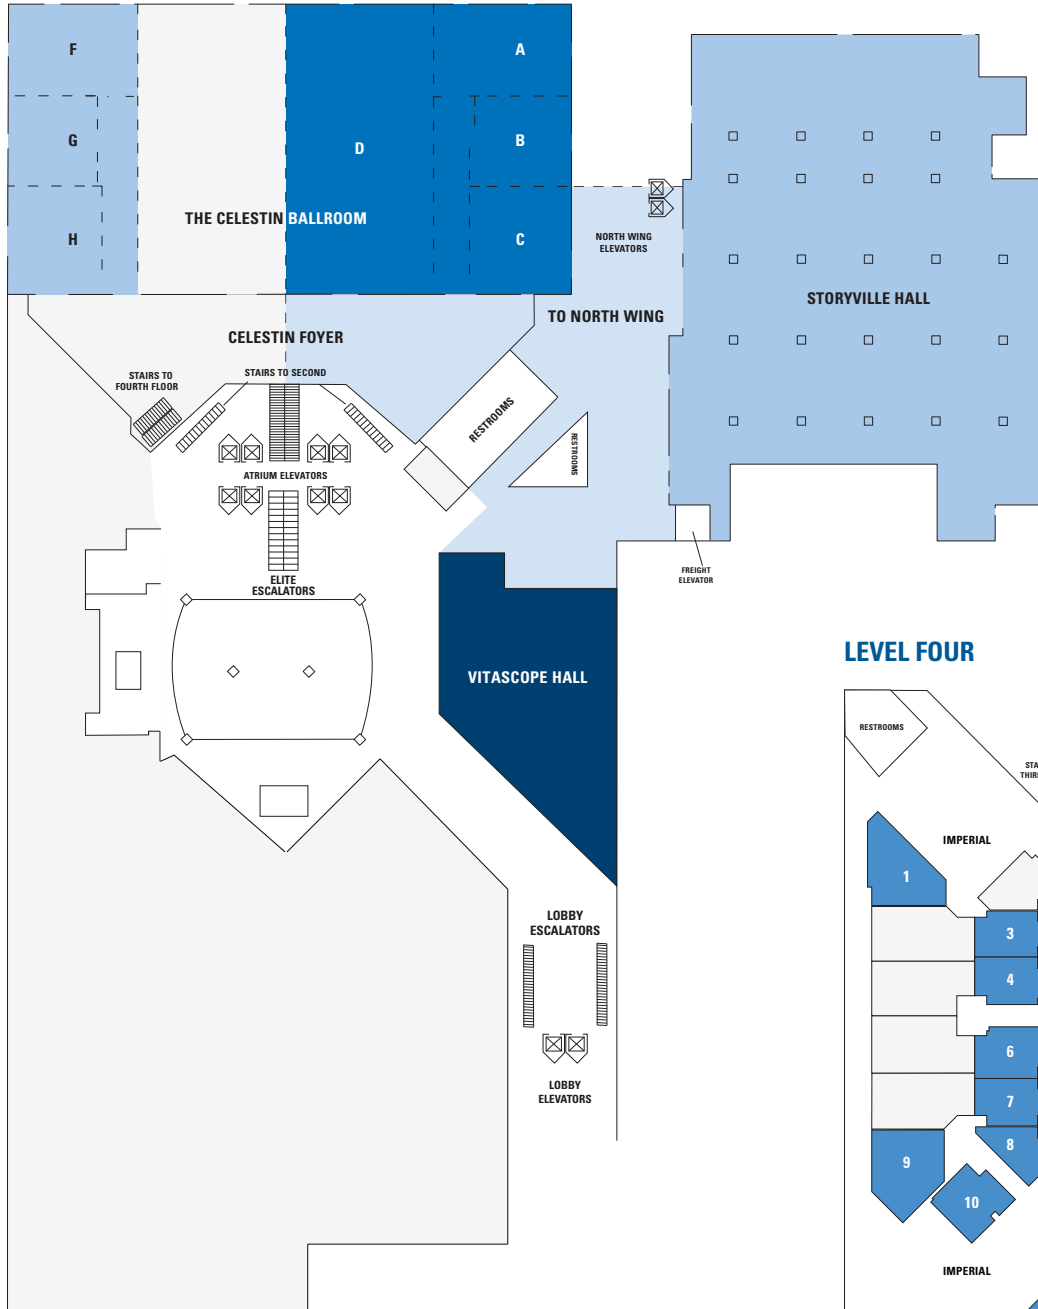 F
A
G
B
D
THE CELESTIN BALLROOM
H
C
NORTH WING
ELEVATORS
STORYVILLE HALL
TO NORTH WING
CELESTIN FOYER
STAIRS TO
FOURTH FLOOR
STAIRS TO SECOND
RESTROOMS
RESTROOMS
ATRIUM ELEVATORS
ELITE
ESCALATORS
FREIGHT
ELEVATOR
VITASCOPE HALL
LEVEL FOUR
RESTROOMS
STA
THIR
IMPERIAL
1
3
4
6
7
8
9
10
IMPERIAL
LOBBY
ESCALATORS
LOBBY
ELEVATORS